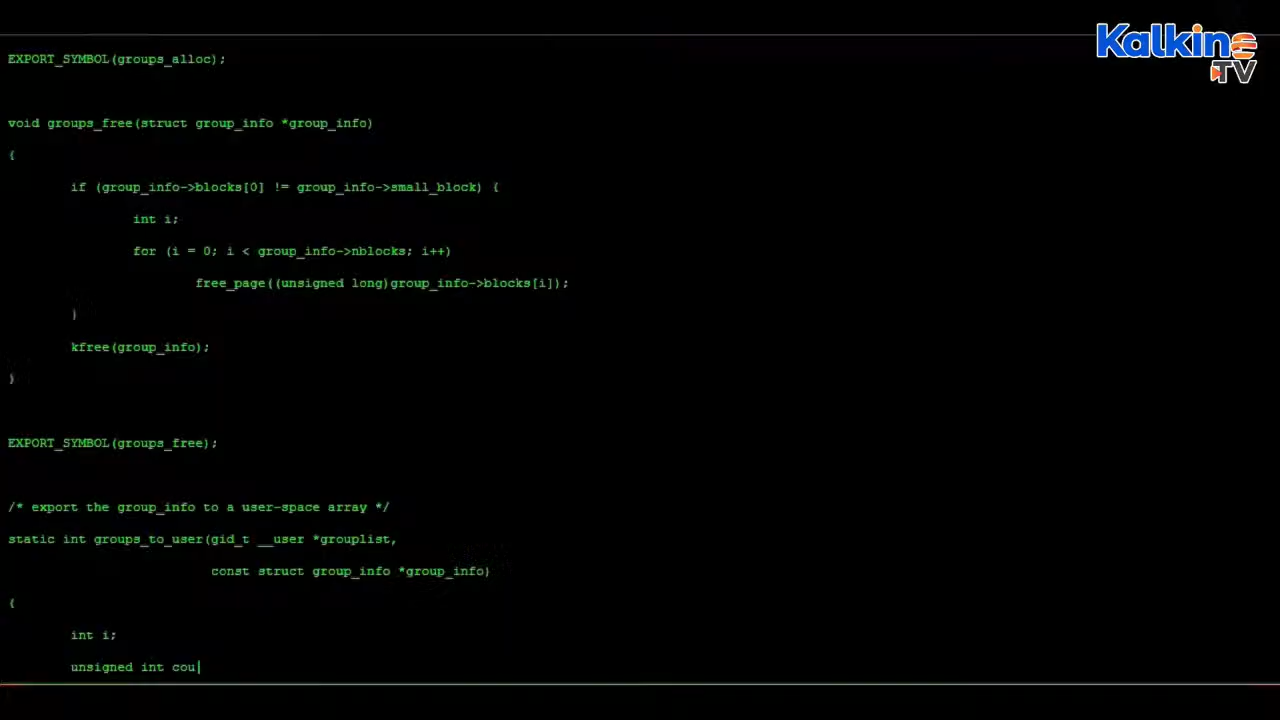 Kalkine
TV
EXPORT_SYMBOL(groups_alloc);
void groups_free(struct group_info *group_info)
{
if (group_info->blocks[0] != group_info->small_block) {
int i;
for (i = 0; i < group_info->nblocks; i++)
free_page((unsigned long)group_info->blocks[i]);
}
kfree(group_info);
}
EXPORT_SYMBOL(groups_free);
/* export the group_info to a user-space array */
static int groups_to_user(gid_t __user *grouplist,
const struct group_info *group_info)
{
int i;
unsigned int cou